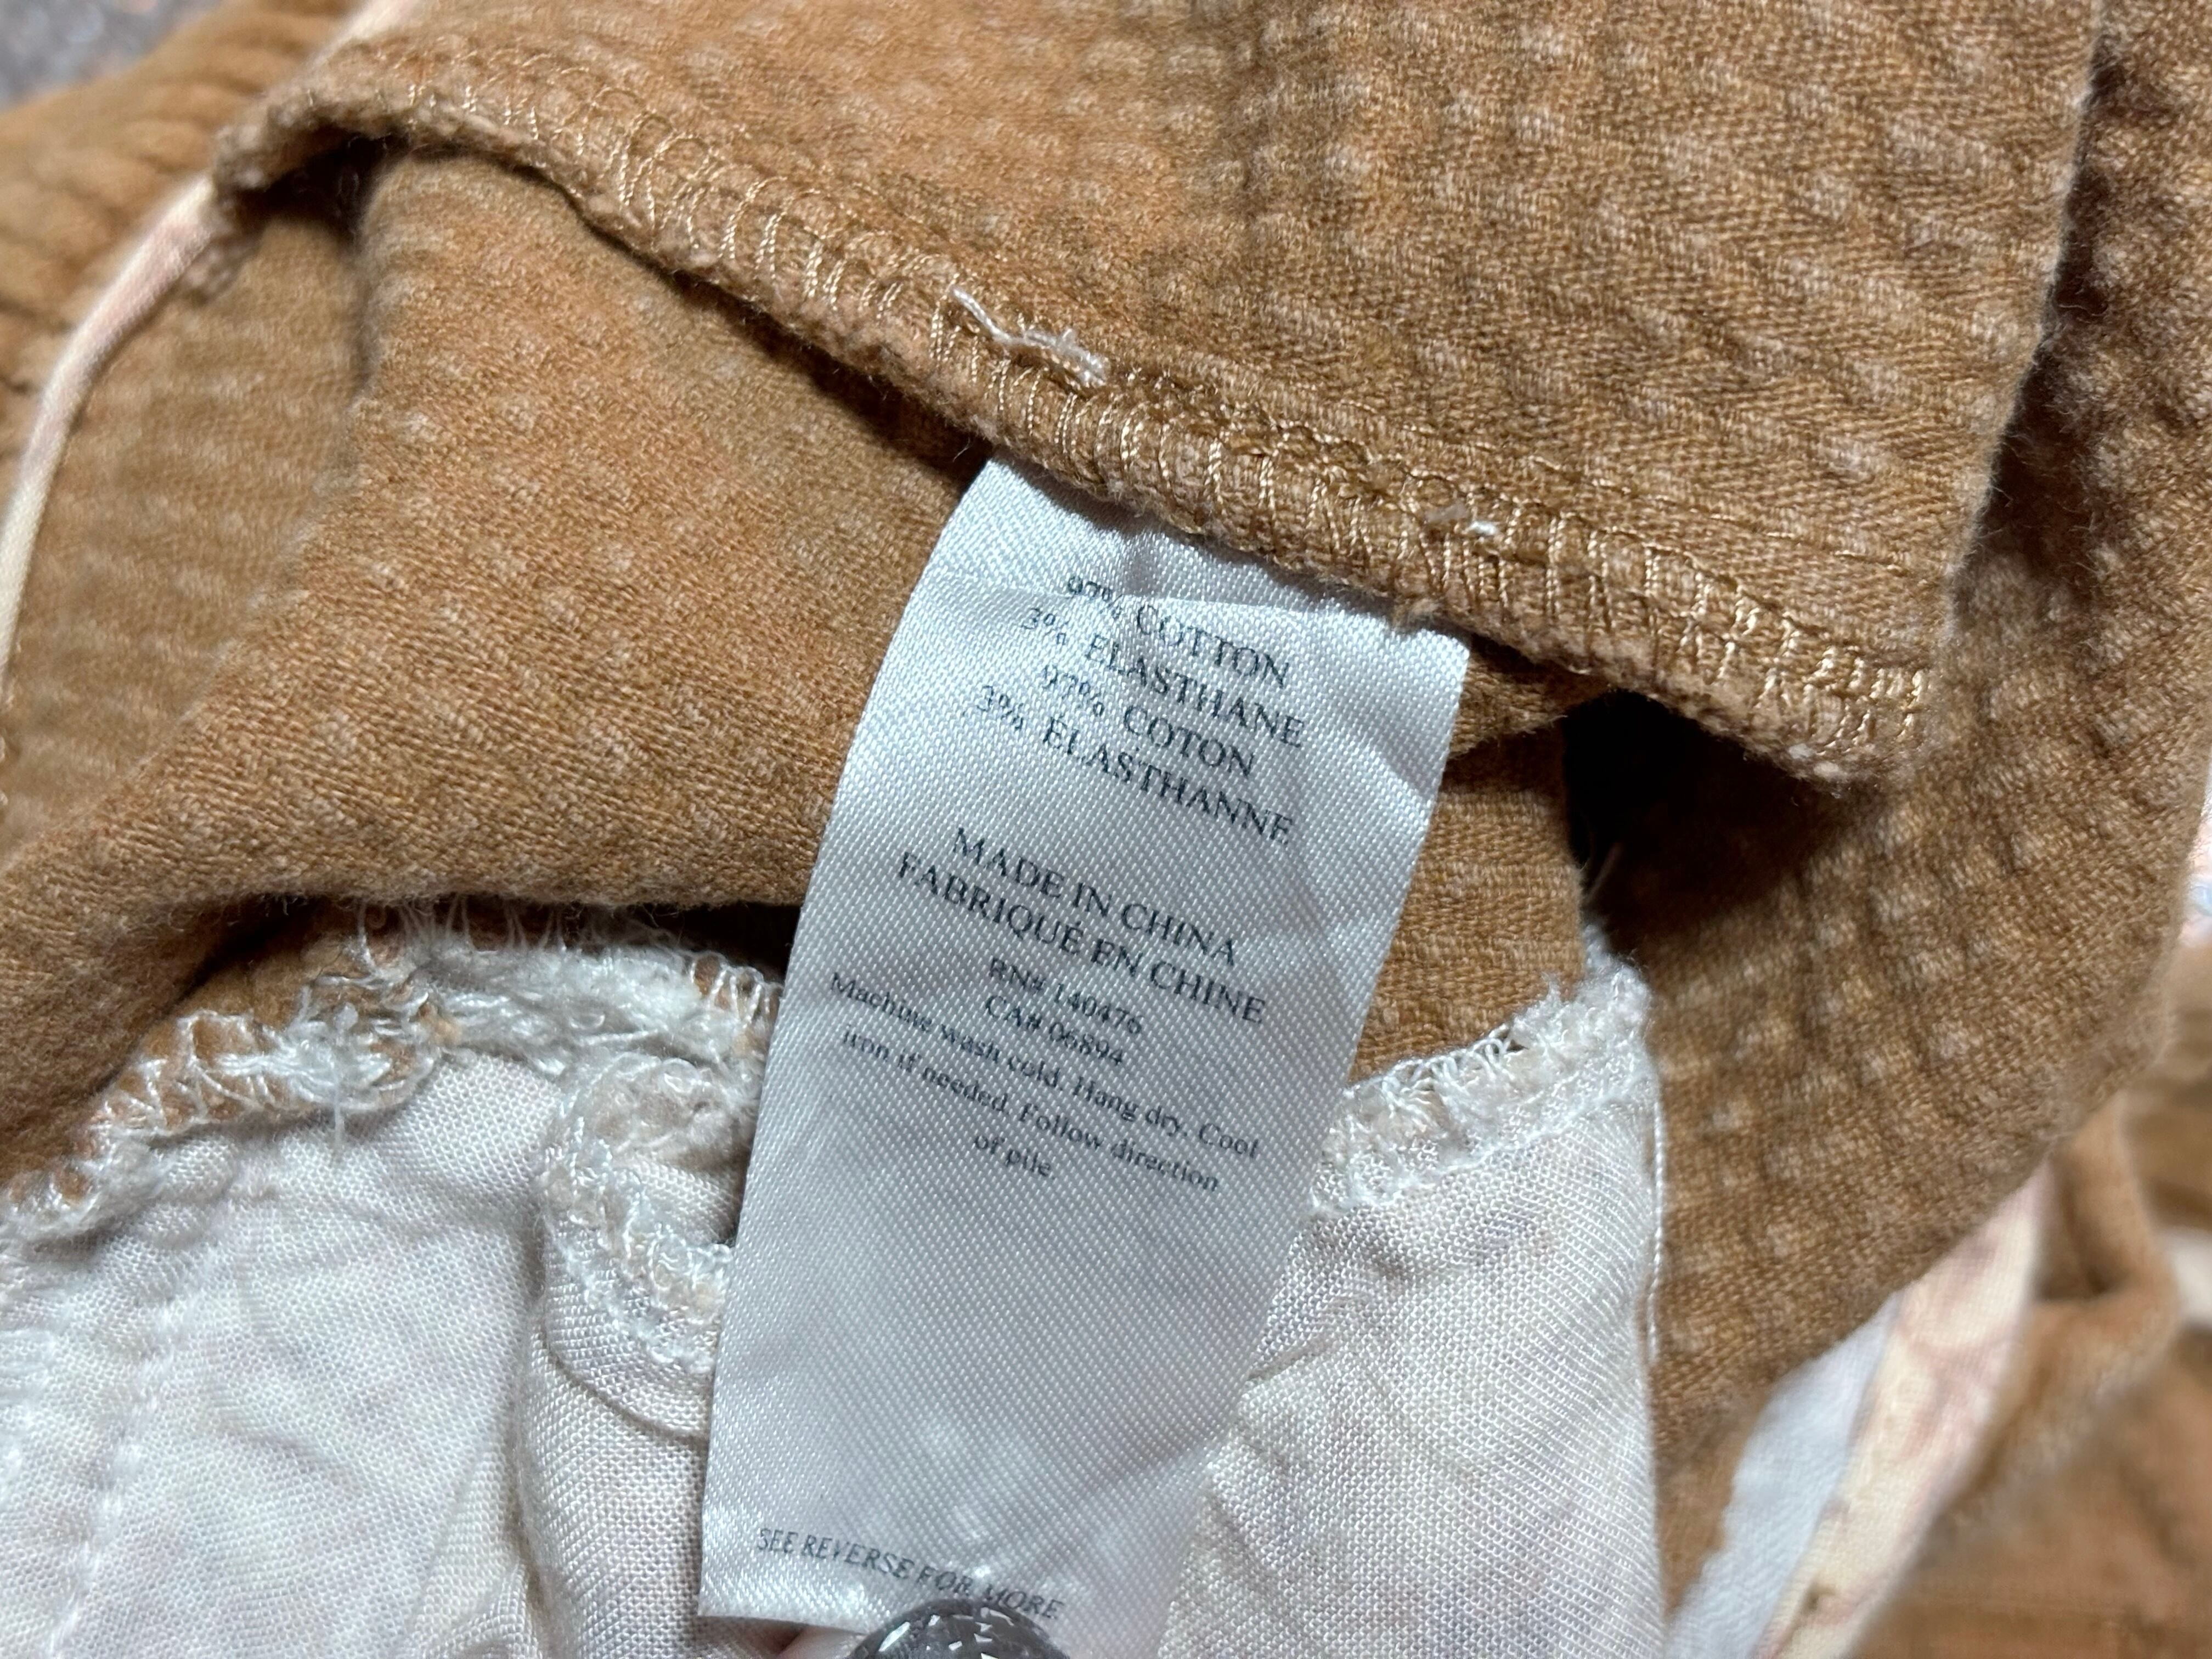 97% COTTON
3% ELASTHANE
97% COTON
3% ELASTHANNE
MADE IN CHINA
FABRIQUÉ EN CHINE
RN# 140476
CA# 06894
Machine wash cold. Hang dry. Cool
iron if needed. Follow direction
of pile.
SEE REVERSE FOR MORE